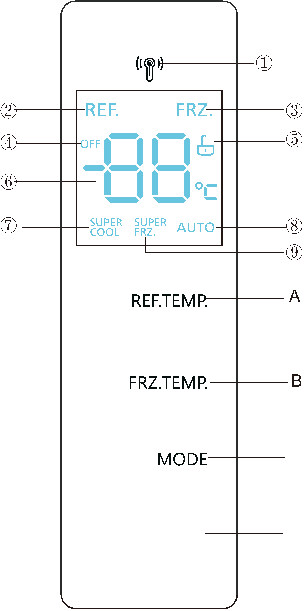 ①
② REF. FRZ. ③
④ OFF 88 ⑤
⑥ -
°C
⑦ SUPER COOL SUPER FRZ. AUTO ⑧
⑨
REF.TEMP. A
FRZ.TEMP. B
MODE